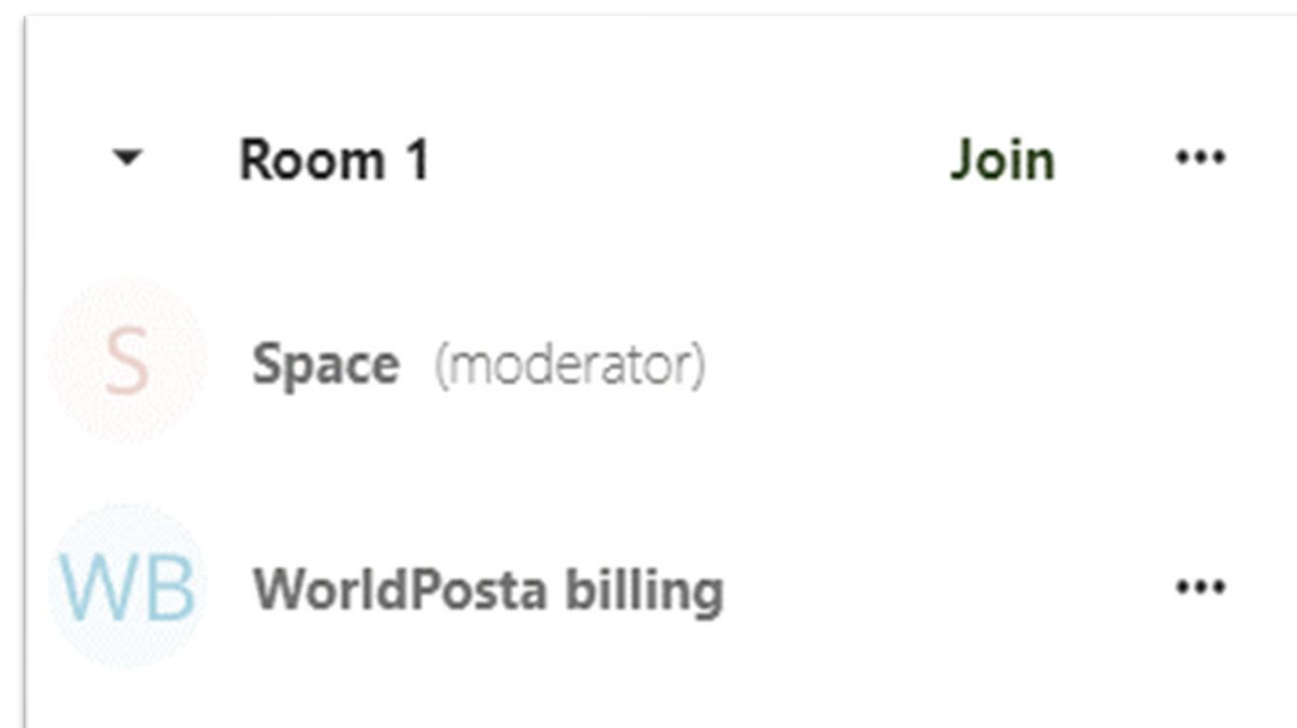 Room 1 Join •••
S Space (moderator)
WB WorldPosta billing •••